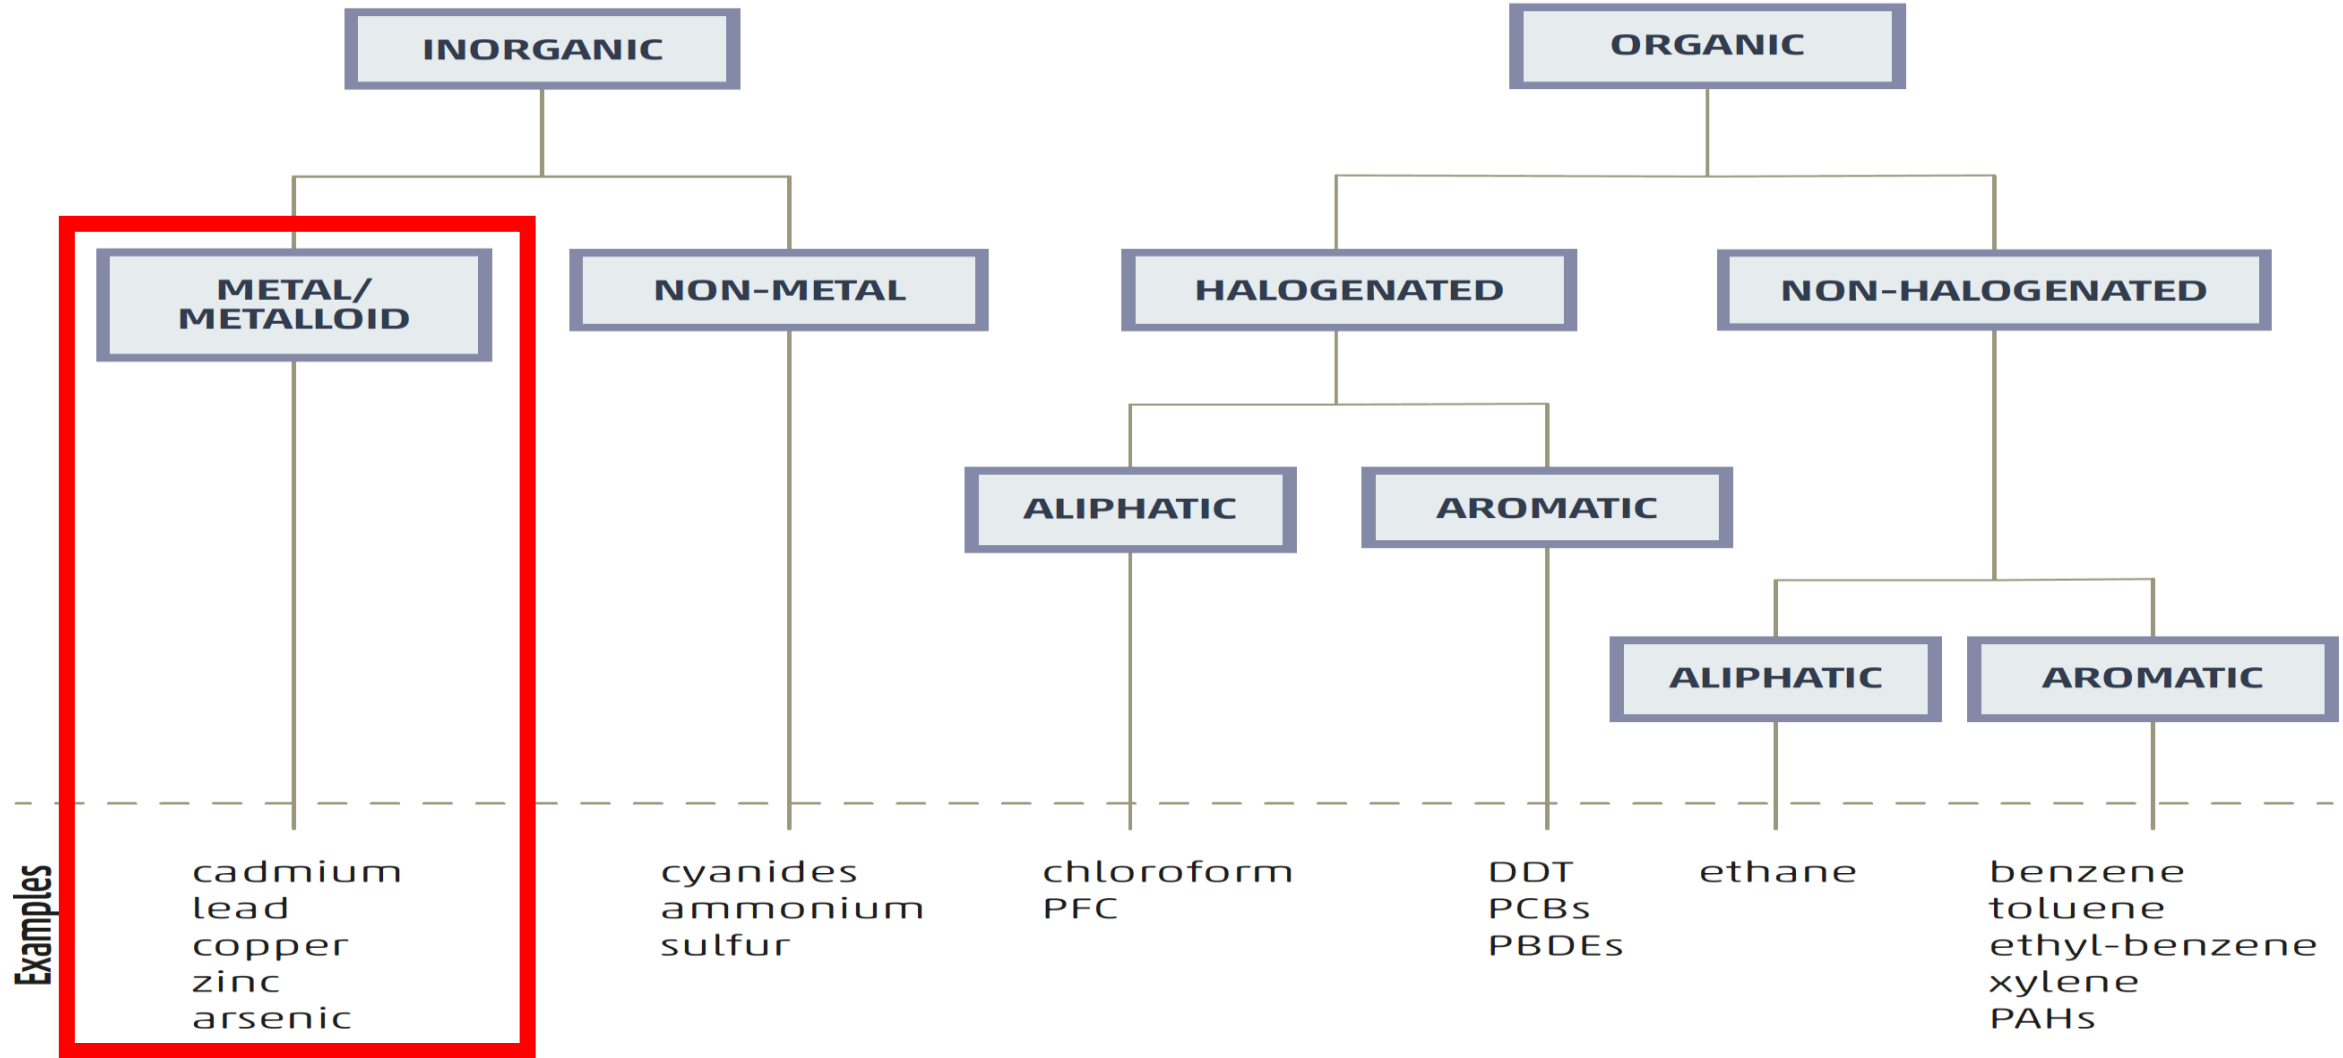 INORGANIC
ORGANIC
METAL/
METALLOID
NON-METAL
HALOGENATED
NON-HALOGENATED
ALIPHATIC
AROMATIC
ALIPHATIC
AROMATIC
Examples
cadmium
lead
copper
zinc
arsenic
cyanides
ammonium
sulfur
chloroform
PFC
DDT
PCBs
PBDEs
ethane
benzene
toluene
ethyl-benzene
xylene
PAHs